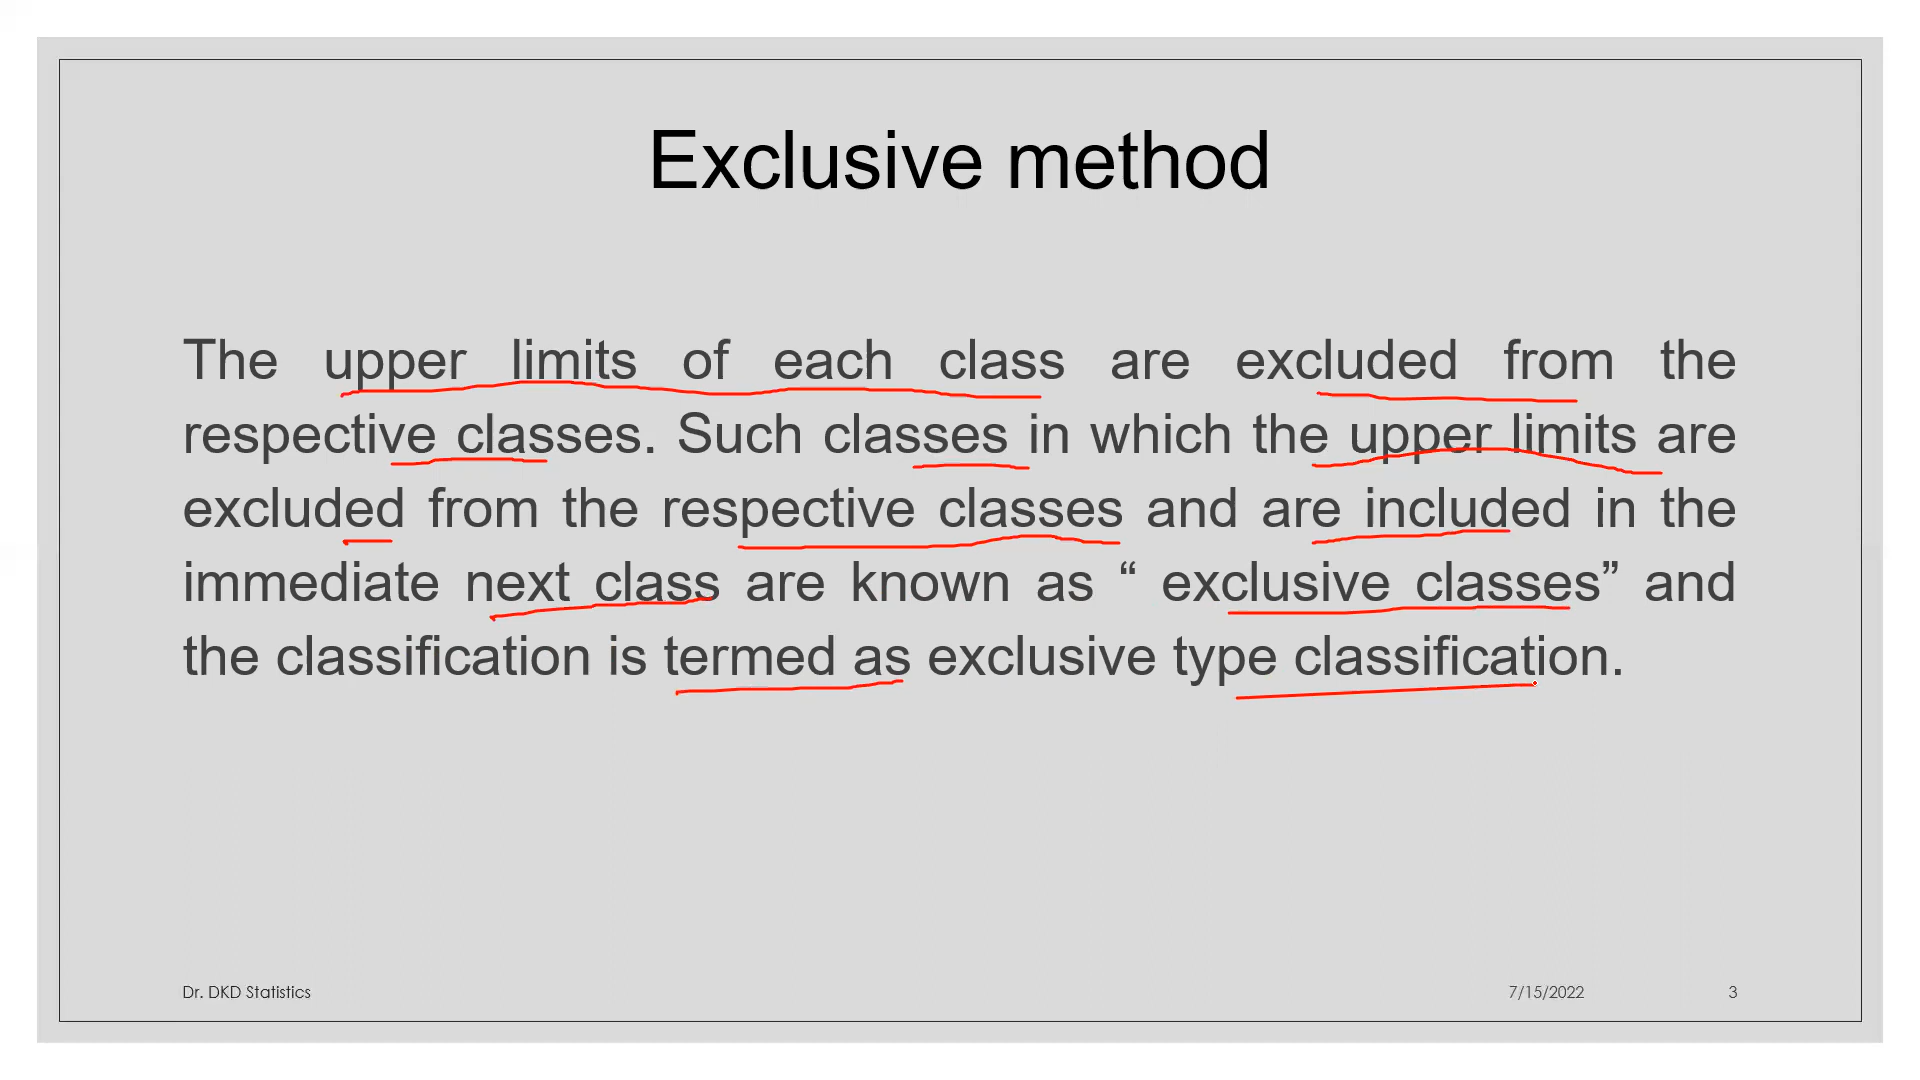 Exclusive method
The upper limits of each class are excluded from the
respective classes. Such classes in which the upper limits are
excluded from the respective classes and are included in the
immediate next class are known as “ exclusive classes” and
the classification is termed as exclusive type classification.
Dr. DKD Statistics
7/15/2022
3